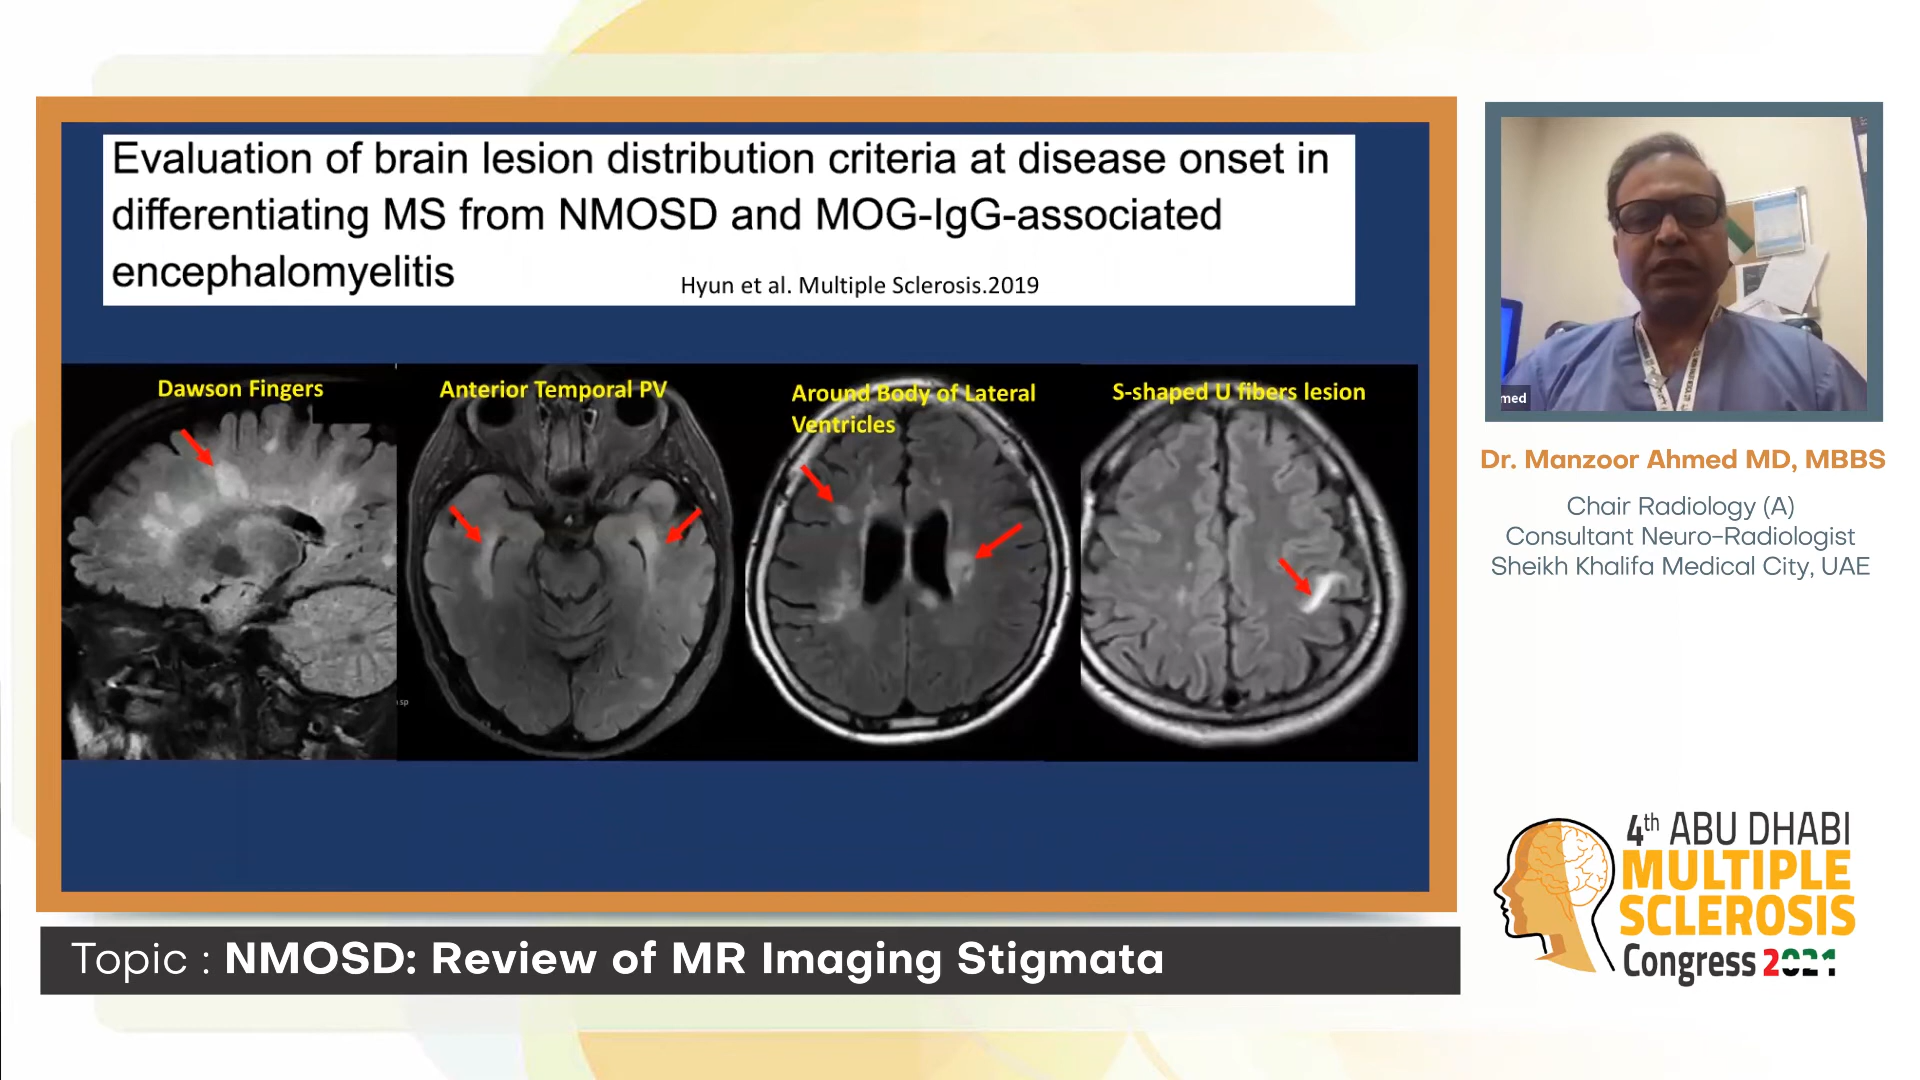 Evaluation of brain lesion distribution criteria at disease onset in
differentiating MS from NMOSD and MOG-IgG-associated
encephalomyelitis
Hyun et al. Multiple Sclerosis.2019
Dawson Fingers
Anterior Temporal PV
Around Body of Lateral
Ventricles
S-shaped U fibers lesion
sp
med
Dr. Manzoor Ahmed MD, MBBS
Chair Radiology (A)
Consultant Neuro-Radiologist
Sheikh Khalifa Medical City, UAE
4th ABU DHABI
MULTIPLE
SCLEROSIS
Congress 2021
Topic : NMOSD: Review of MR Imaging Stigmata